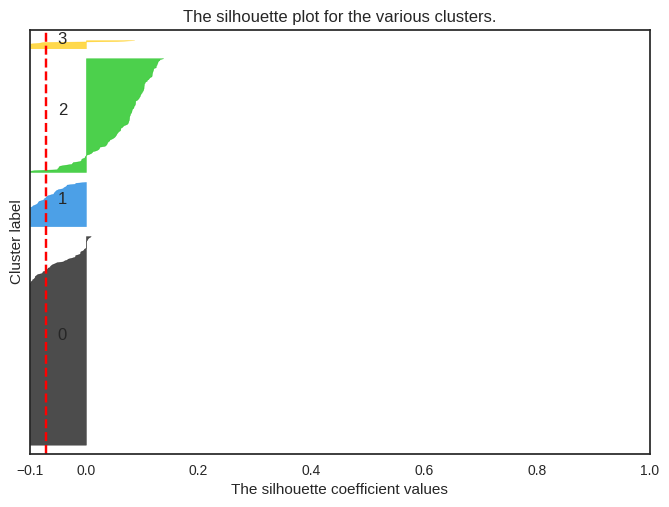 The silhouette plot for the various clusters.
3
2
1
0
Cluster label
−0.1 0.0 0.2 0.4 0.6 0.8 1.0
The silhouette coefficient values